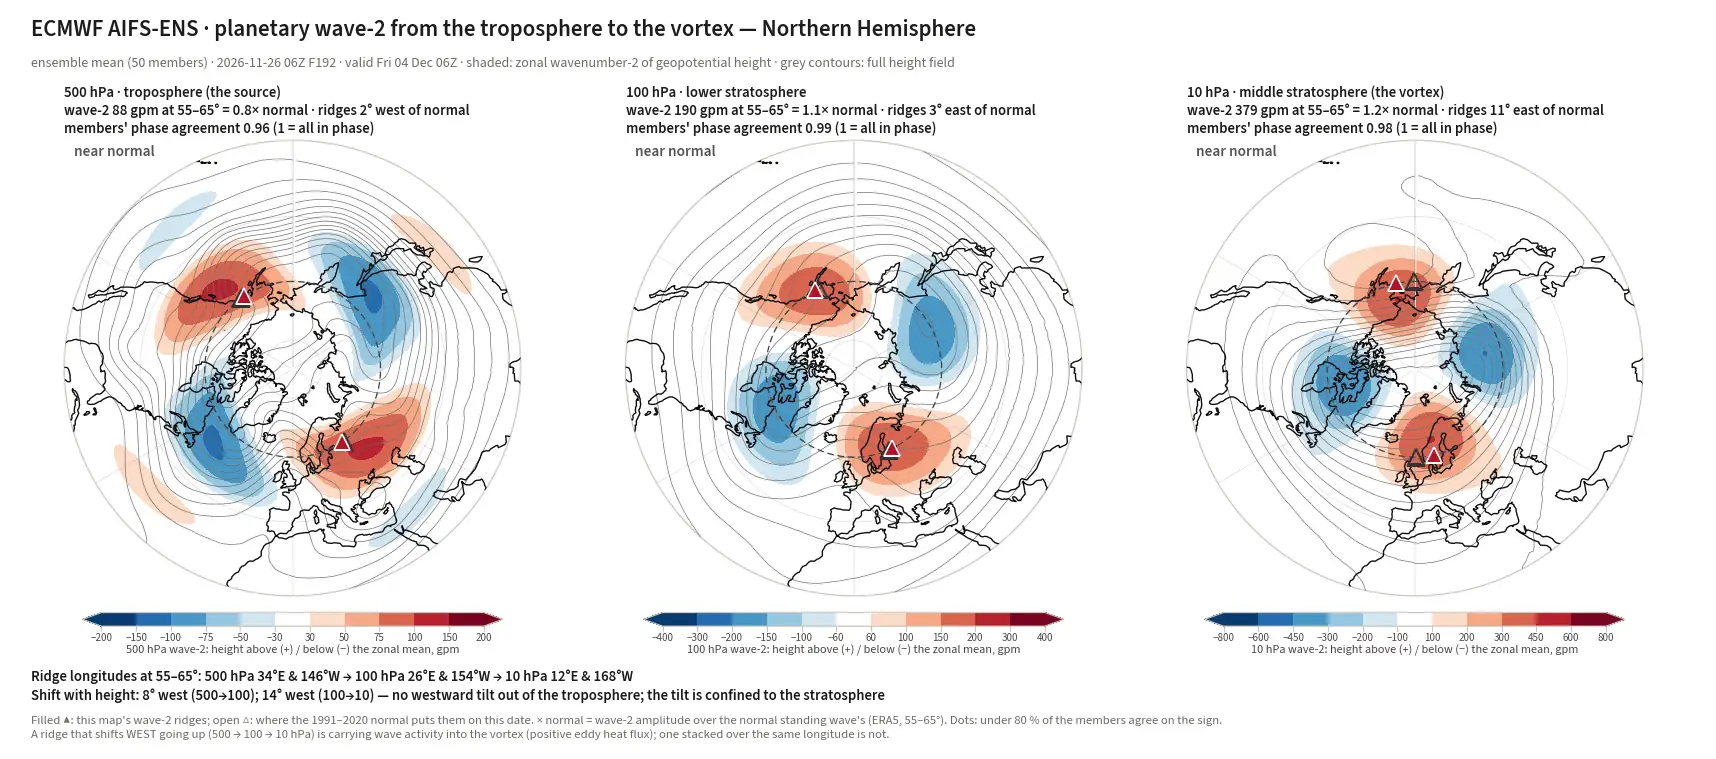 ECMWF AIFS-ENS · planetary wave-2 from the troposphere to the vortex — Northern Hemisphere
ensemble mean (50 members) · 2026-11-26 06Z F192 · valid Fri 04 Dec 06Z · shaded: zonal wavenumber-2 of geopotential height · grey contours: full height field
500 hPa · troposphere (the source)
wave-2 88 gpm at 55–65° = 0.8× normal · ridges 2° west of normal
members' phase agreement 0.96 (1 = all in phase)
near normal
100 hPa · lower stratosphere
wave-2 190 gpm at 55–65° = 1.1× normal · ridges 3° east of normal
members' phase agreement 0.99 (1 = all in phase)
near normal
10 hPa · middle stratosphere (the vortex)
wave-2 379 gpm at 55–65° = 1.2× normal · ridges 11° east of normal
members' phase agreement 0.98 (1 = all in phase)
near normal
−200 −150 −100 −75 −50 −30 30 50 75 100 150 200
500 hPa wave-2: height above (+) / below (−) the zonal mean, gpm
−400 −300 −200 −150 −100 −60 60 100 150 200 300 400
100 hPa wave-2: height above (+) / below (−) the zonal mean, gpm
−800 −600 −450 −300 −200 −100 100 200 300 450 600 800
10 hPa wave-2: height above (+) / below (−) the zonal mean, gpm
Ridge longitudes at 55–65°: 500 hPa 34°E & 146°W → 100 hPa 26°E & 154°W → 10 hPa 12°E & 168°W
Shift with height: 8° west (500→100); 14° west (100→10) — no westward tilt out of the troposphere; the tilt is confined to the stratosphere
Filled ▲: this map's wave-2 ridges; open △: where the 1991–2020 normal puts them on this date. × normal = wave-2 amplitude over the normal standing wave's (ERA5, 55–65°). Dots: under 80 % of the members agree on the sign.
A ridge that shifts WEST going up (500 → 100 → 10 hPa) is carrying wave activity into the vortex (positive eddy heat flux); one stacked over the same longitude is not.